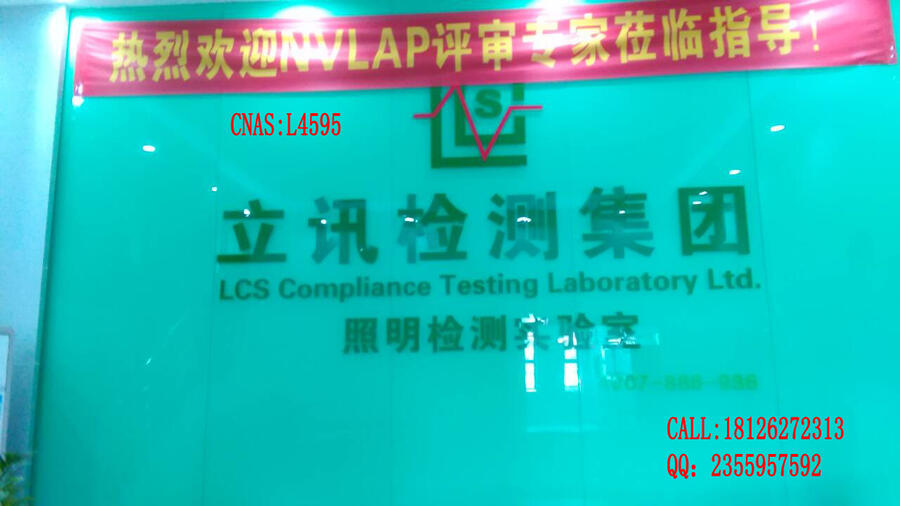 热烈欢迎NVLAP评审专家莅临指导!
CNAS:L4595
LCS
立讯检测集团
LCS Compliance Testing Laboratory Ltd.
照明检测实验室
CALL:18126272313
QQ: 2355957592